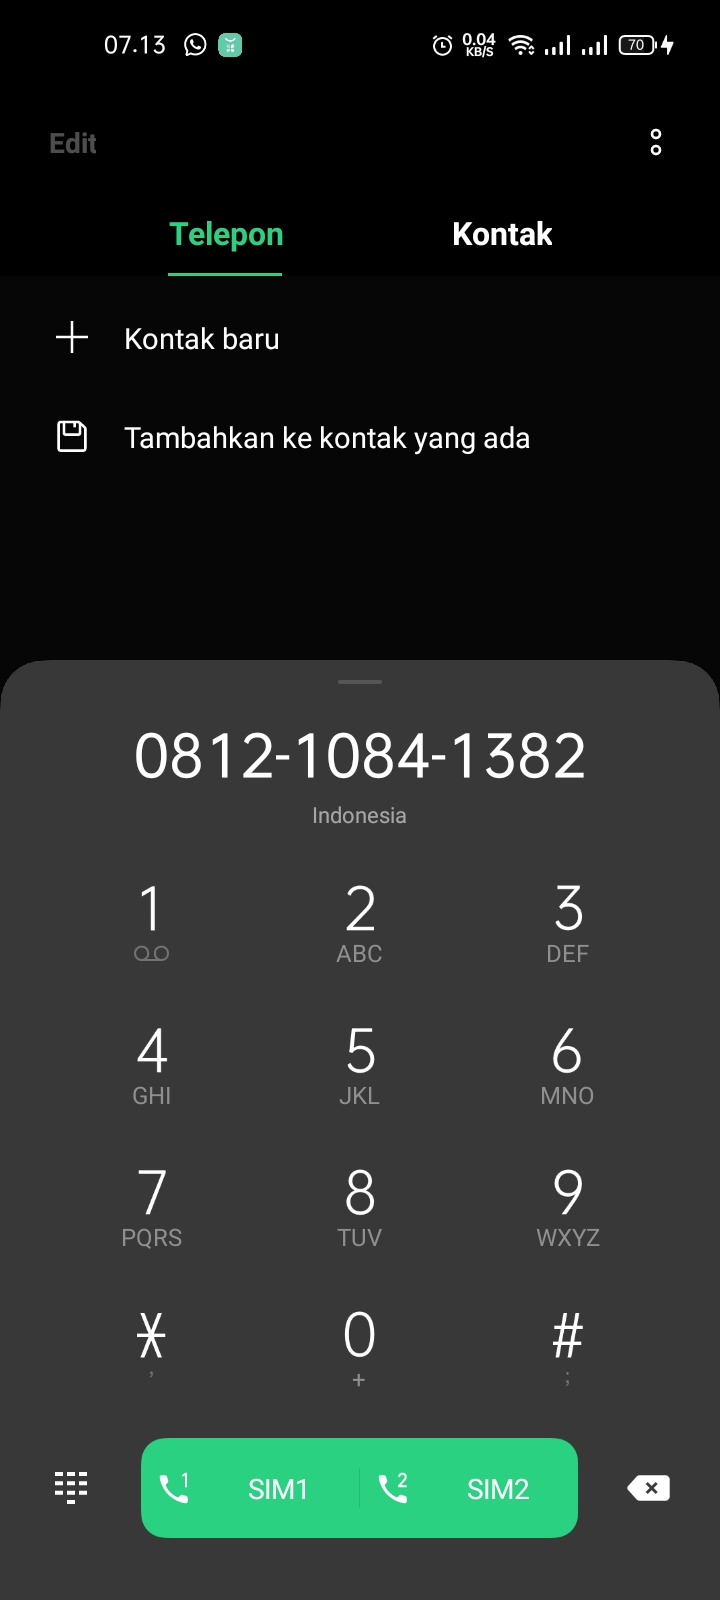 07.13 0.04 KB/S 70
Edit
Telepon Kontak
Kontak baru
Tambahkan ke kontak yang ada
0812-1084-1382
Indonesia
1 2 3
ABC DEF
4 5 6
GHI JKL MNO
7 8 9
PQRS TUV WXYZ
* 0 #
, + ;
1 SIM1 2 SIM2